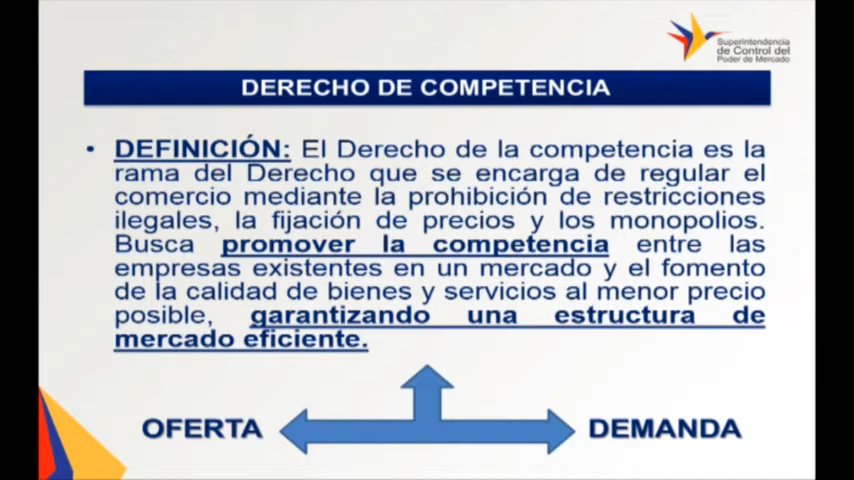 Superintendencia
de Control del
Poder de Mercado
DERECHO DE COMPETENCIA
• DEFINICIÓN: El Derecho de la competencia es la
rama del Derecho que se encarga de regular el
comercio mediante la prohibición de restricciones
ilegales, la fijación de precios y los monopolios.
Busca promover la competencia entre las
empresas existentes en un mercado y el fomento
de la calidad de bienes y servicios al menor precio
posible, garantizando una estructura de
mercado eficiente.
OFERTA
DEMANDA